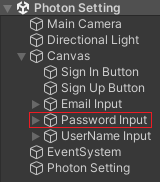 Photon Setting
Main Camera
Directional Light
Canvas
Sign In Button
Sign Up Button
Email Input
Password Input
UserName Input
EventSystem
Photon Setting